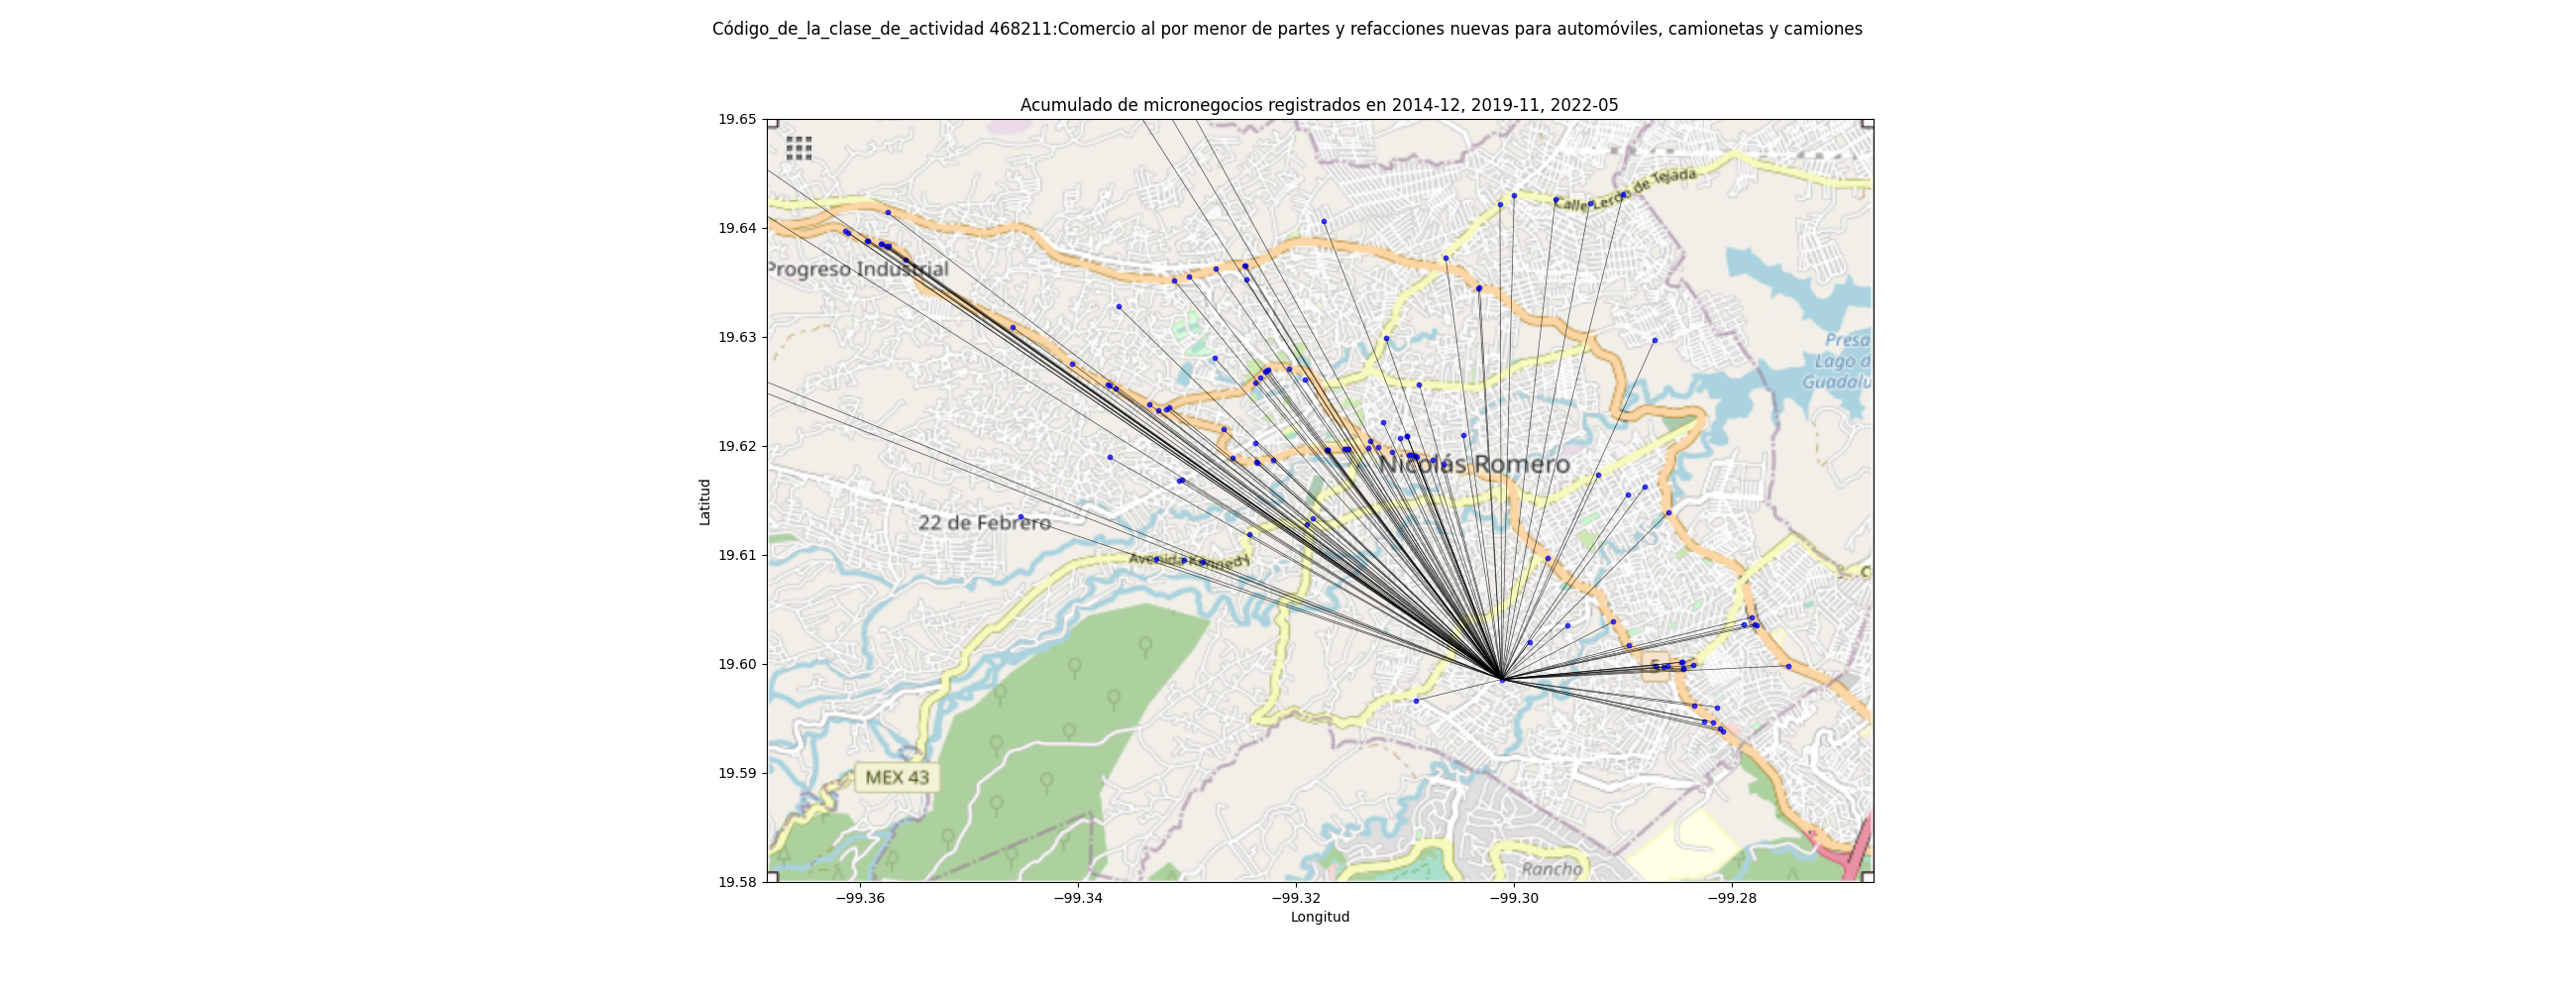 Código_de_la_clase_de_actividad 468211:Comercio al por menor de partes y refacciones nuevas para automóviles, camionetas y camiones
Acumulado de micronegocios registrados en 2014-12, 2019-11, 2022-05
19.65
19.64
19.63
19.62
19.61
19.60
19.59
19.58
Latitud
Calle Lerdo de Tejada
Progreso Industrial
Presa
Lago d
Guadalu
Nicolás Romero
22 de Febrero
Avenida Kennedy
MEX 43
Rancho
−99.36
−99.34
−99.32
−99.30
−99.28
Longitud